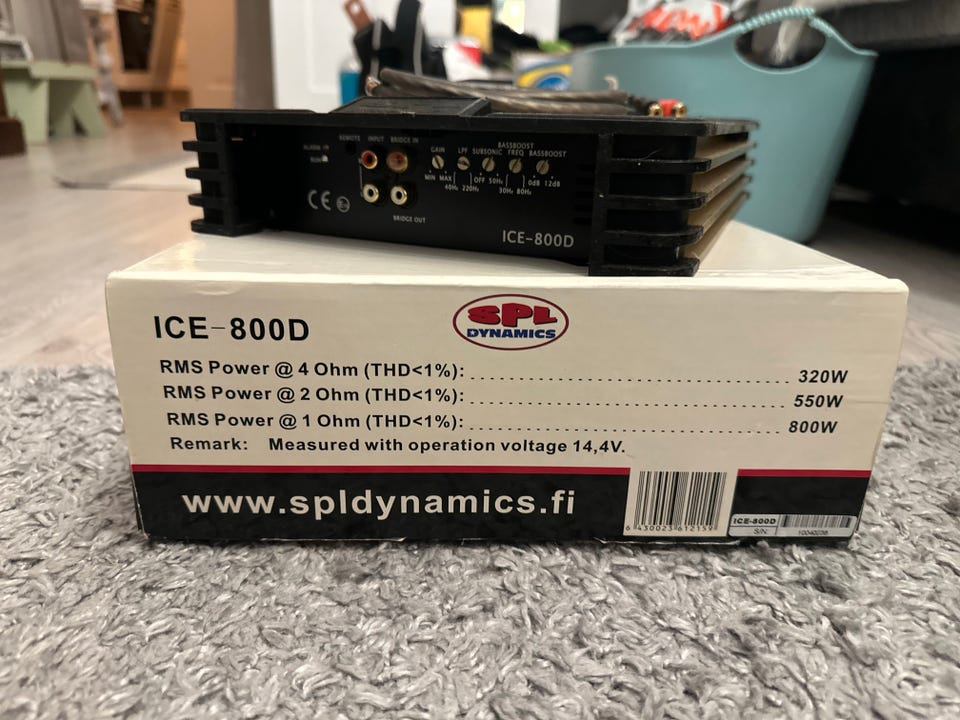 REMOTE INPUT BRIDGE IN
BASSBOOST
GAIN LPF SUBSONIC FREQ BASSBOOST
MIN MAX OFF 50Hz 0dB 12dB
40Hz 220Hz 30Hz 80Hz
CE
BRIDGE OUT
ICE-800D
ICE-800D
SPL
DYNAMICS
RMS Power @ 4 Ohm (THD<1%): 320W
RMS Power @ 2 Ohm (THD<1%): 550W
RMS Power @ 1 Ohm (THD<1%): 800W
Remark: Measured with operation voltage 14,4V.
www.spldynamics.fi
6 430023 612159
ICE-800D
S/N: